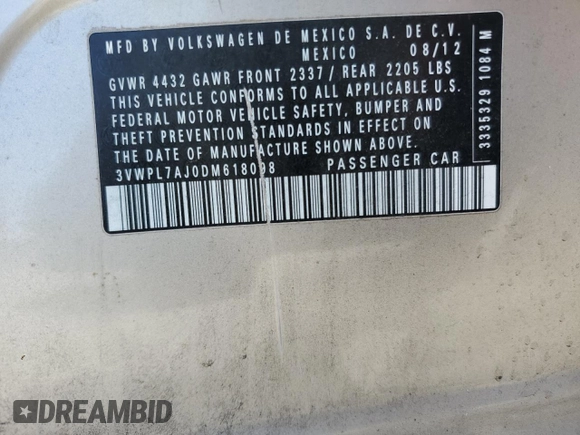 MFD BY VOLKSWAGEN DE MEXICO S.A. DE C.V.
MEXICO 08/12
GVWR 4432 GAWR FRONT 2337/ REAR 2205 LBS
THIS VEHICLE CONFORMS TO ALL APPLICABLE U.S.
FEDERAL MOTOR VEHICLE SAFETY, BUMPER AND
THEFT PREVENTION STANDARDS IN EFFECT ON
THE DATE OF MANUFACTURE SHOWN ABOVE.
3VWPL7AJ0DM618098 PASSENGER CAR
3335329 1084 M
DREAMBID